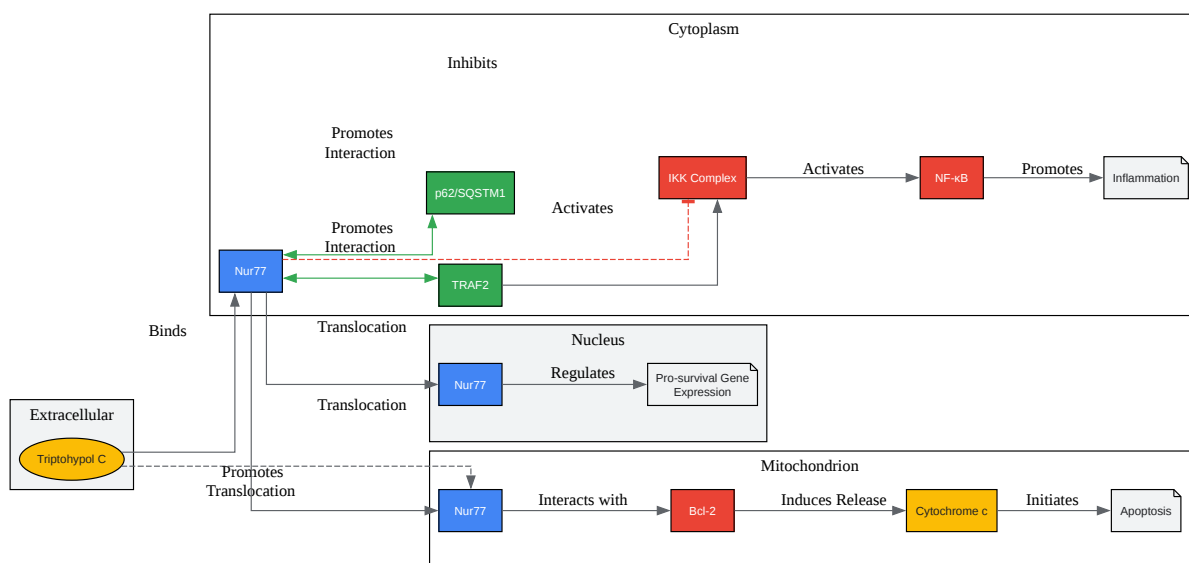 Cytoplasm
Inhibits
Promotes
Interaction
p62/SQSTM1
IKK Complex
Activates
NF-κB
Promotes
Inflammation
Activates
Promotes
Interaction
Nur77
TRAF2
Binds
Translocation
Nucleus
Nur77
Regulates
Pro-survival Gene
Expression
Translocation
Extracellular
Triptohypol C
Promotes
Translocation
Mitochondrion
Nur77
Interacts with
Bcl-2
Induces Release
Cytochrome c
Initiates
Apoptosis